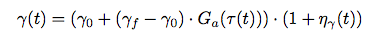 γ(t) = (γ₀ + (γ_f − γ₀) · G_a(τ(t))) · (1 + η_γ(t))